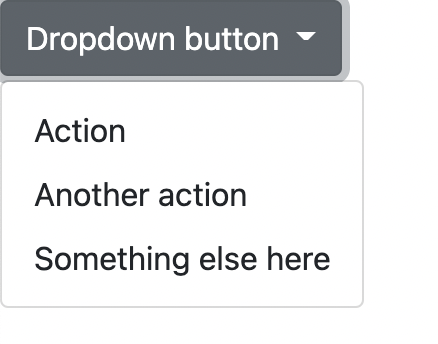 Dropdown button
Action
Another action
Something else here